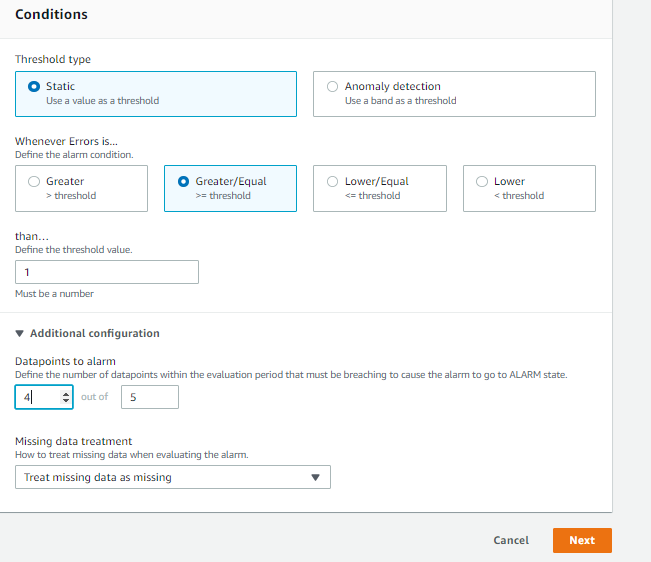 Conditions
Threshold type
Static
Use a value as a threshold
Anomaly detection
Use a band as a threshold
Whenever Errors is...
Define the alarm condition.
Greater
> threshold
Greater/Equal
>= threshold
Lower/Equal
<= threshold
Lower
< threshold
than...
Define the threshold value.
1
Must be a number
Additional configuration
Datapoints to alarm
Define the number of datapoints within the evaluation period that must be breaching to cause the alarm to go to ALARM state.
4 out of 5
Missing data treatment
How to treat missing data when evaluating the alarm.
Treat missing data as missing
Cancel Next